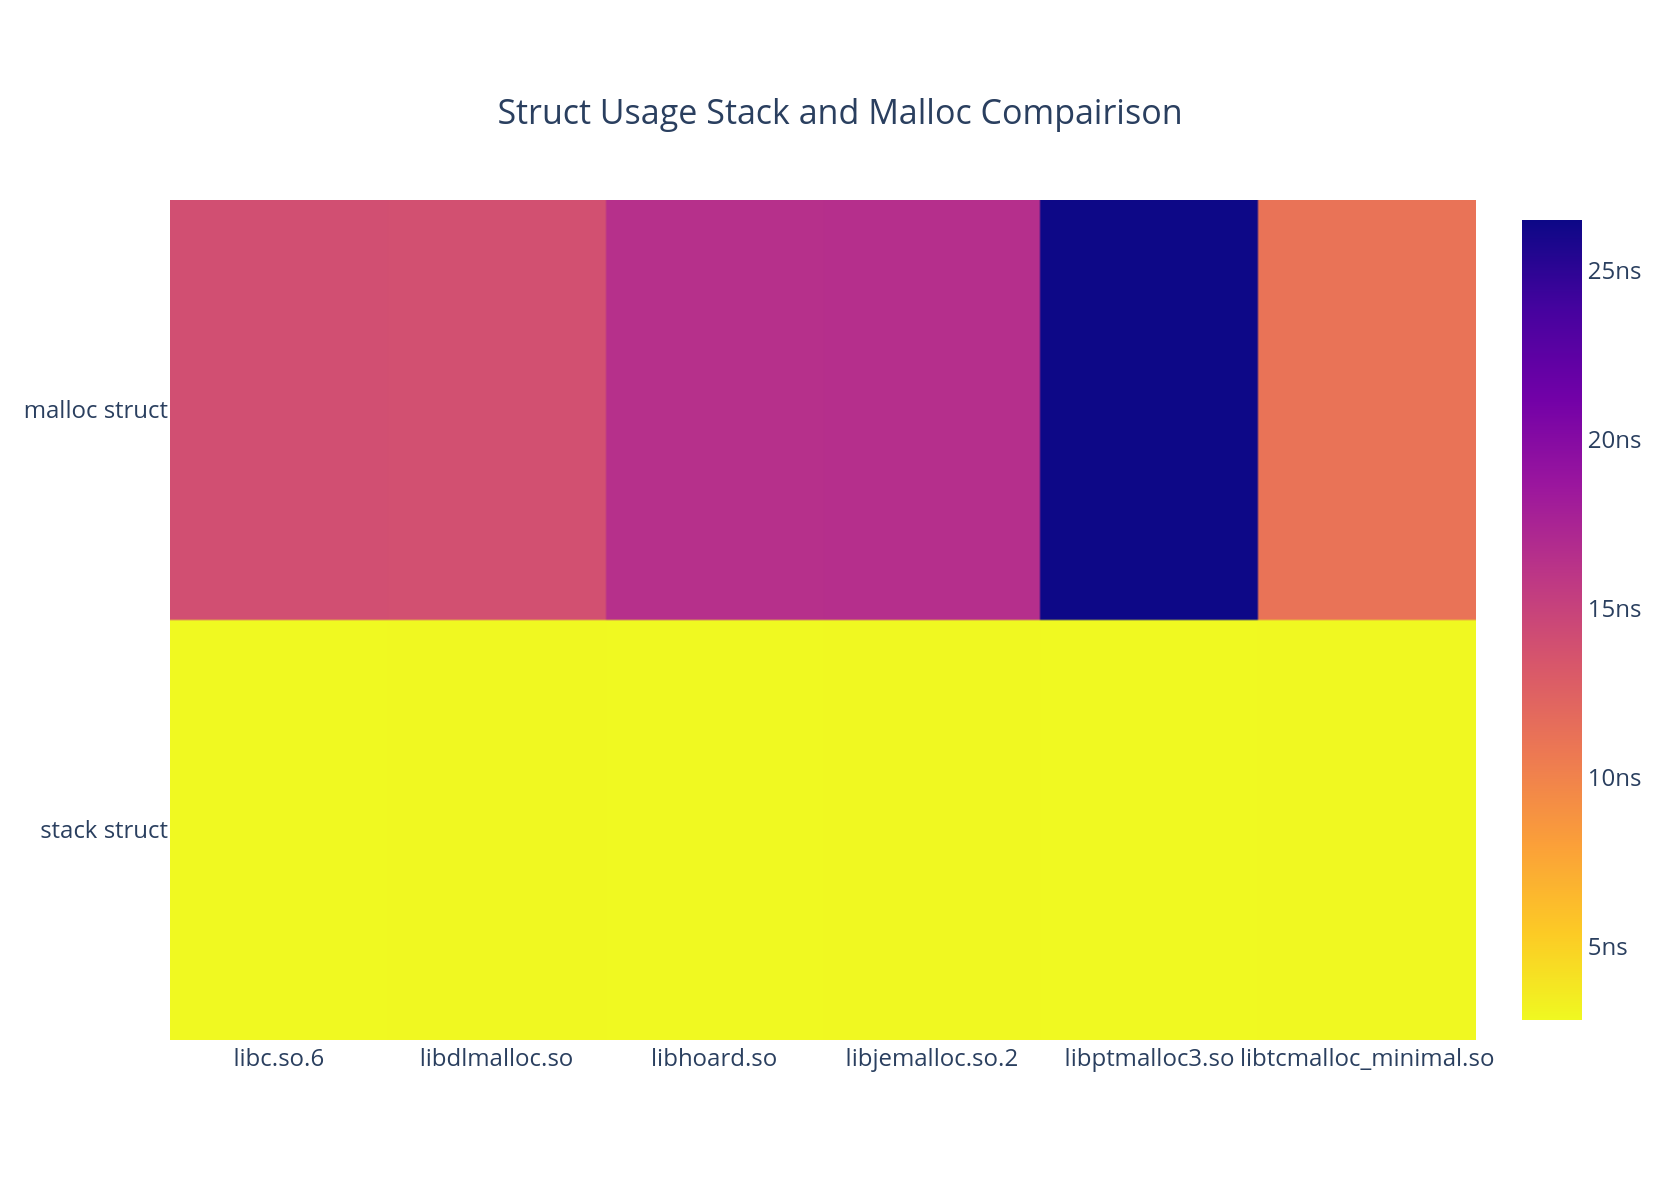 Struct Usage Stack and Malloc Compairison
malloc struct
stack struct
libc.so.6
libdlmalloc.so
libhoard.so
libjemalloc.so.2
libptmalloc3.so
libtcmalloc_minimal.so
25ns
20ns
15ns
10ns
5ns